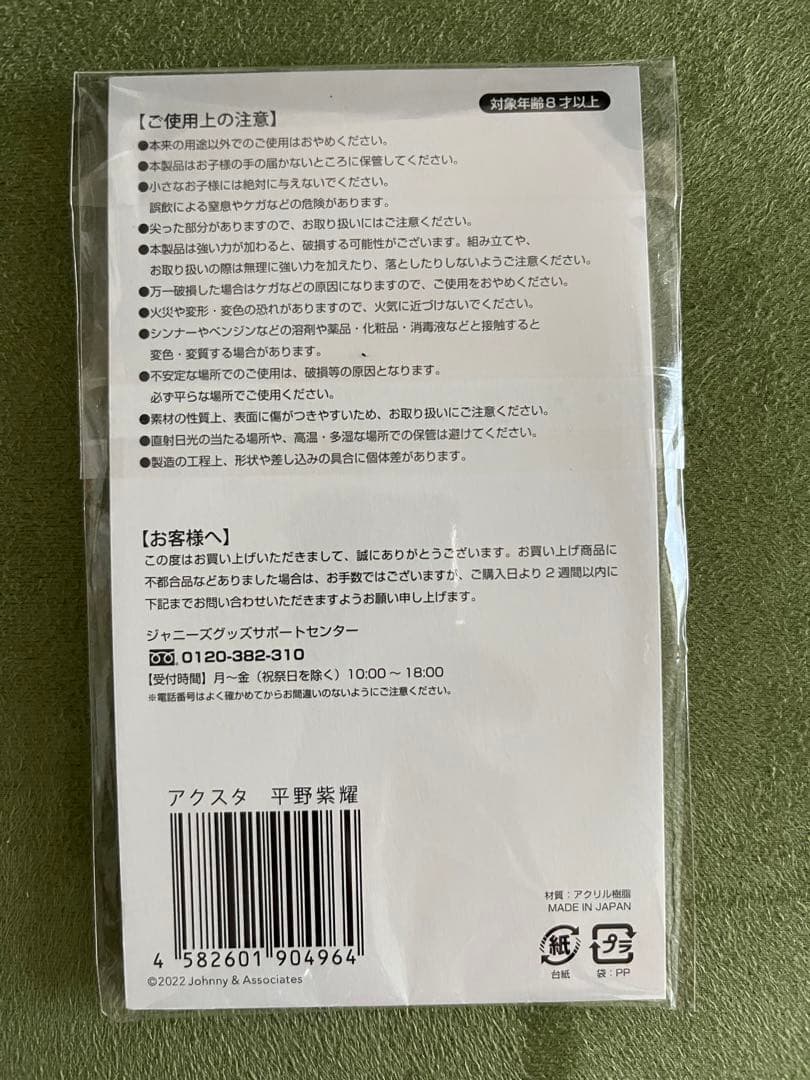 対象年齢8才以上
【ご使用上の注意】
●本来の用途以外でのご使用はおやめください。
●本製品はお子様の手の届かないところに保管してください。
●小さなお子様には絶対に与えないでください。
誤飲による窒息やケガなどの危険があります。
●尖った部分がありますので、お取り扱いにはご注意ください。
●本製品は強い力が加わると、破損する可能性がございます。組み立てや、
お取り扱いの際は無理に強い力を加えたり、落としたりしないようご注意ください。
●万一破損した場合はケガなどの原因になりますので、ご使用をおやめください。
●火災や変形・変色の恐れがありますので、火気に近づけないでください。
●シンナーやベンジンなどの溶剤や薬品・化粧品・消毒液などと接触すると
変色・変質する場合があります。
●不安定な場所でのご使用は、破損等の原因となります。
必ず平らな場所でご使用ください。
●素材の性質上、表面に傷がつきやすいため、お取り扱いにご注意ください。
●直射日光の当たる場所や、高温・多湿な場所での保管は避けてください。
●製造の工程上、形状や差し込みの具合に個体差があります。
【お客様へ】
この度はお買い上げいただきまして、誠にありがとうございます。お買い上げ商品に
不都合品などありました場合は、お手数ではございますが、ご購入日より2週間以内に
下記までお問い合わせいただきますようお願い申し上げます。
ジャニーズグッズサポートセンター
0120-382-310
【受付時間】月～金（祝祭日を除く）10:00～18:00
※電話番号はよく確かめてからお間違いのないようにご注意ください。
アクスタ 平野紫耀
4 582601 904964
©2022 Johnny & Associates
材質：アクリル樹脂
MADE IN JAPAN
紙 プラ
台紙 袋：PP